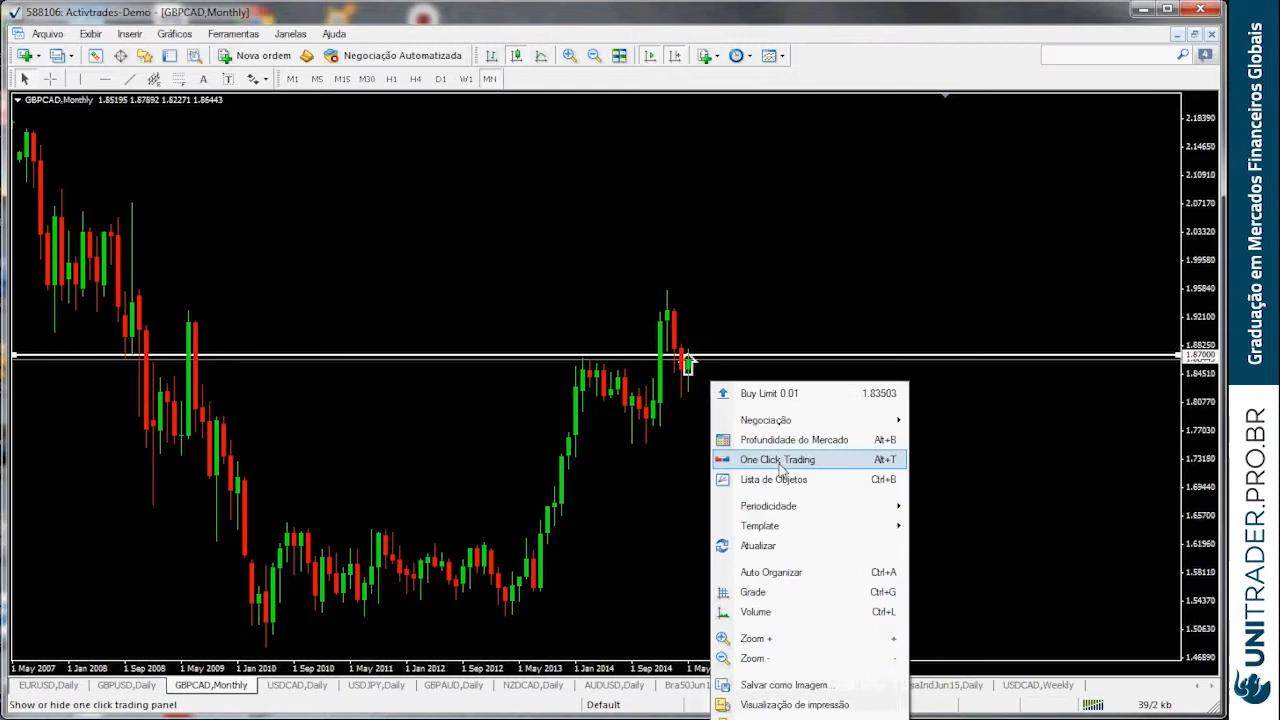 588106: Activtrades-Demo - [GBPCAD,Monthly]
Arquivo Exibir Inserir Gráficos Ferramentas Janelas Ajuda
Nova ordem Negociação Automatizada
4
A T M1 M5 M15 M30 H1 H4 D1 W1 MN
GBPCAD,Monthly 1.85195 1.87892 1.82271 1.86443
2.18390
2.14650
2.10910
2.07170
2.03320
1.99580
1.95840
1.92100
1.88250
1.87000
1.84510
1.80770
1.77030
1.73180
1.69440
1.65700
1.61960
1.58110
1.54370
1.50630
1.46890
Buy Limit 0.01 1.83503
Negociação
Profundidade do Mercado Alt+B
One Click Trading Alt+T
Lista de Objetos Ctrl+B
Periodicidade
Template
Atualizar
Auto Organizar Ctrl+A
Grade Ctrl+G
Volume Ctrl+L
Zoom + +
Zoom - -
Salvar como Imagem...
Visualização de impressão
1 May 2007 1 Jan 2008 1 Sep 2008 1 May 2009 1 Jan 2010 1 Sep 2010 1 May 2011 1 Jan 2012 1 Sep 2012 1 May 2013 1 Jan 2014 1 Sep 2014 1 May
EURUSD,Daily GBPUSD,Daily GBPCAD,Monthly USDCAD,Daily USDJPY,Daily GBPAUD,Daily NZDCAD,Daily AUDUSD,Daily Bra50Jun1 saIndJun15,Daily USDCAD,Weekly
Show or hide one click trading panel Default 39/2 kb
Graduação em Mercados Financeiros Globais
UNITRADER.PRO.BR